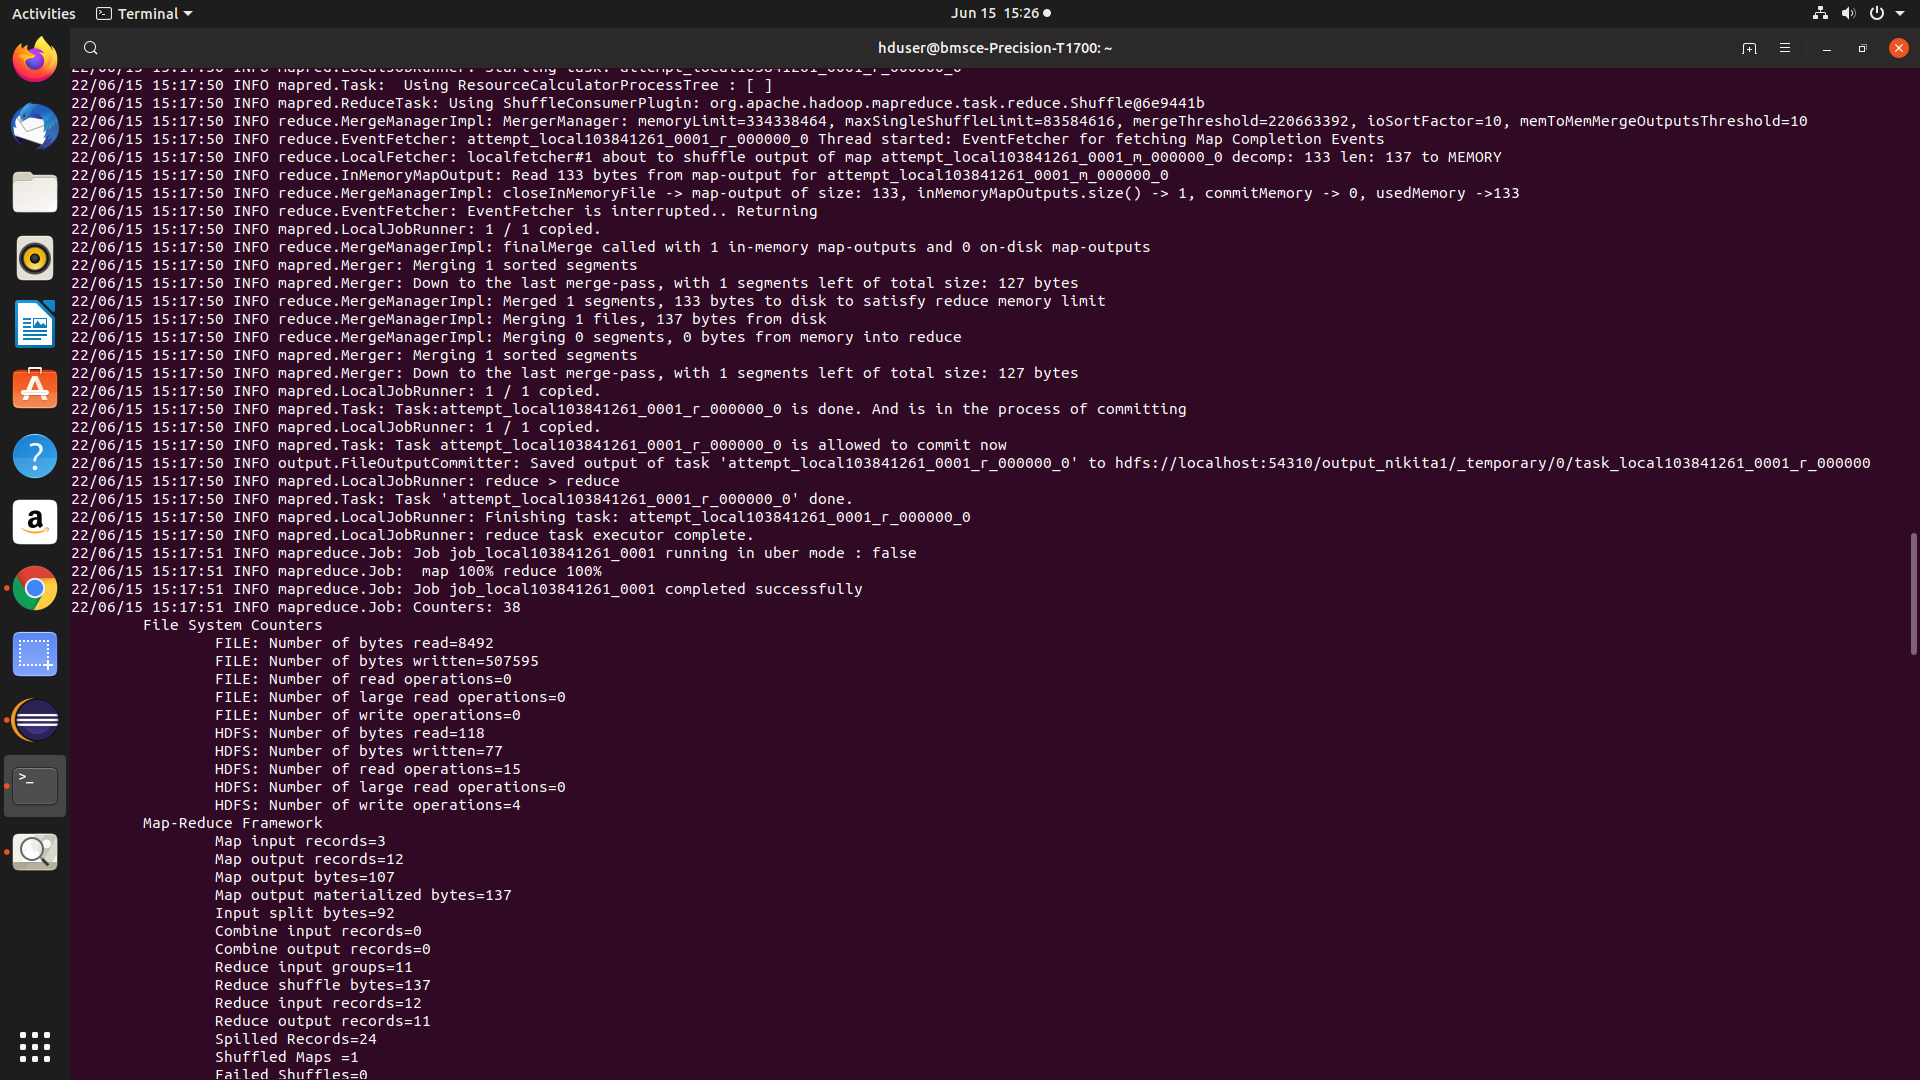 Activities
Terminal
Jun 15 15:26
hduser@bmsce-Precision-T1700: ~
22/06/15 15:17:50 INFO mapred.LocalJobRunner: Starting task: attempt_local103841261_0001_r_000000_0
22/06/15 15:17:50 INFO mapred.Task:  Using ResourceCalculatorProcessTree : [ ]
22/06/15 15:17:50 INFO mapred.ReduceTask: Using ShuffleConsumerPlugin: org.apache.hadoop.mapreduce.task.reduce.Shuffle@6e9441b
22/06/15 15:17:50 INFO reduce.MergeManagerImpl: MergerManager: memoryLimit=334338464, maxSingleShuffleLimit=83584616, mergeThreshold=220663392, ioSortFactor=10, memToMemMergeOutputsThreshold=10
22/06/15 15:17:50 INFO reduce.EventFetcher: attempt_local103841261_0001_r_000000_0 Thread started: EventFetcher for fetching Map Completion Events
22/06/15 15:17:50 INFO reduce.LocalFetcher: localfetcher#1 about to shuffle output of map attempt_local103841261_0001_m_000000_0 decomp: 133 len: 137 to MEMORY
22/06/15 15:17:50 INFO reduce.InMemoryMapOutput: Read 133 bytes from map-output for attempt_local103841261_0001_m_000000_0
22/06/15 15:17:50 INFO reduce.MergeManagerImpl: closeInMemoryFile -> map-output of size: 133, inMemoryMapOutputs.size() -> 1, commitMemory -> 0, usedMemory ->133
22/06/15 15:17:50 INFO reduce.EventFetcher: EventFetcher is interrupted.. Returning
22/06/15 15:17:50 INFO mapred.LocalJobRunner: 1 / 1 copied.
22/06/15 15:17:50 INFO reduce.MergeManagerImpl: finalMerge called with 1 in-memory map-outputs and 0 on-disk map-outputs
22/06/15 15:17:50 INFO mapred.Merger: Merging 1 sorted segments
22/06/15 15:17:50 INFO mapred.Merger: Down to the last merge-pass, with 1 segments left of total size: 127 bytes
22/06/15 15:17:50 INFO reduce.MergeManagerImpl: Merged 1 segments, 133 bytes to disk to satisfy reduce memory limit
22/06/15 15:17:50 INFO reduce.MergeManagerImpl: Merging 1 files, 137 bytes from disk
22/06/15 15:17:50 INFO reduce.MergeManagerImpl: Merging 0 segments, 0 bytes from memory into reduce
22/06/15 15:17:50 INFO mapred.Merger: Merging 1 sorted segments
22/06/15 15:17:50 INFO mapred.Merger: Down to the last merge-pass, with 1 segments left of total size: 127 bytes
22/06/15 15:17:50 INFO mapred.LocalJobRunner: 1 / 1 copied.
22/06/15 15:17:50 INFO mapred.Task: Task:attempt_local103841261_0001_r_000000_0 is done. And is in the process of committing
22/06/15 15:17:50 INFO mapred.LocalJobRunner: 1 / 1 copied.
22/06/15 15:17:50 INFO mapred.Task: Task attempt_local103841261_0001_r_000000_0 is allowed to commit now
22/06/15 15:17:50 INFO output.FileOutputCommitter: Saved output of task 'attempt_local103841261_0001_r_000000_0' to hdfs://localhost:54310/output_nikita1/_temporary/0/task_local103841261_0001_r_000000
22/06/15 15:17:50 INFO mapred.LocalJobRunner: reduce > reduce
22/06/15 15:17:50 INFO mapred.Task: Task 'attempt_local103841261_0001_r_000000_0' done.
22/06/15 15:17:50 INFO mapred.LocalJobRunner: Finishing task: attempt_local103841261_0001_r_000000_0
22/06/15 15:17:50 INFO mapred.LocalJobRunner: reduce task executor complete.
22/06/15 15:17:51 INFO mapreduce.Job: Job job_local103841261_0001 running in uber mode : false
22/06/15 15:17:51 INFO mapreduce.Job:  map 100% reduce 100%
22/06/15 15:17:51 INFO mapreduce.Job: Job job_local103841261_0001 completed successfully
22/06/15 15:17:51 INFO mapreduce.Job: Counters: 38
File System Counters
FILE: Number of bytes read=8492
FILE: Number of bytes written=507595
FILE: Number of read operations=0
FILE: Number of large read operations=0
FILE: Number of write operations=0
HDFS: Number of bytes read=118
HDFS: Number of bytes written=77
HDFS: Number of read operations=15
HDFS: Number of large read operations=0
HDFS: Number of write operations=4
Map-Reduce Framework
Map input records=3
Map output records=12
Map output bytes=107
Map output materialized bytes=137
Input split bytes=92
Combine input records=0
Combine output records=0
Reduce input groups=11
Reduce shuffle bytes=137
Reduce input records=12
Reduce output records=11
Spilled Records=24
Shuffled Maps =1
Failed Shuffles=0